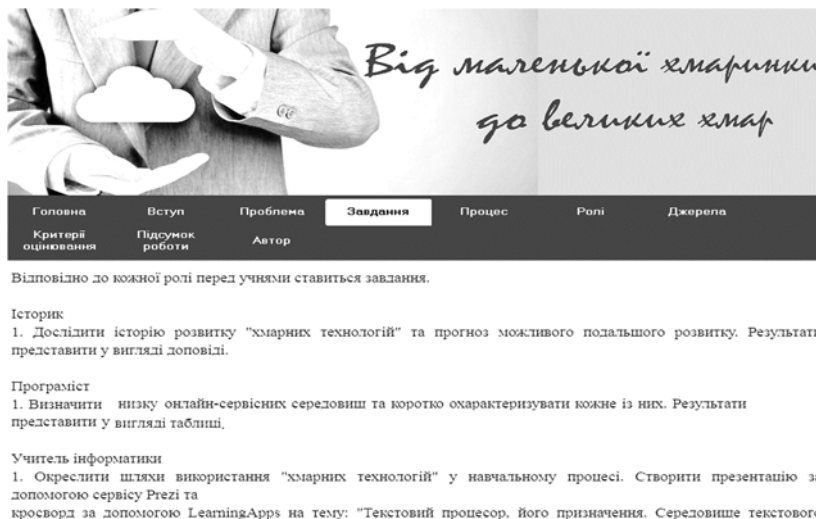 Від маленької хмаринки
до великих хмар
Головна Вступ Проблема Завдання Процес Ролі Джерела
Критерії оцінювання Підсумок роботи Автор
Відповідно до кожної ролі перед учнями ставиться завдання.
Історик
1. Дослідити історію розвитку "хмарних технологій" та прогноз можливого подальшого розвитку. Результати
представити у вигляді доповіді.
Програміст
1. Визначити низку онлайн-сервісних середовищ та коротко охарактеризувати кожне із них. Результати
представити у вигляді таблиці.
Учитель інформатики
1. Окреслити шляхи використання "хмарних технологій" у навчальному процесі. Створити презентацію за
допомогою сервісу Prezi та
кросворд за допомогою LearningApps на тему: "Текстовий процесор, його призначення. Середовище текстового